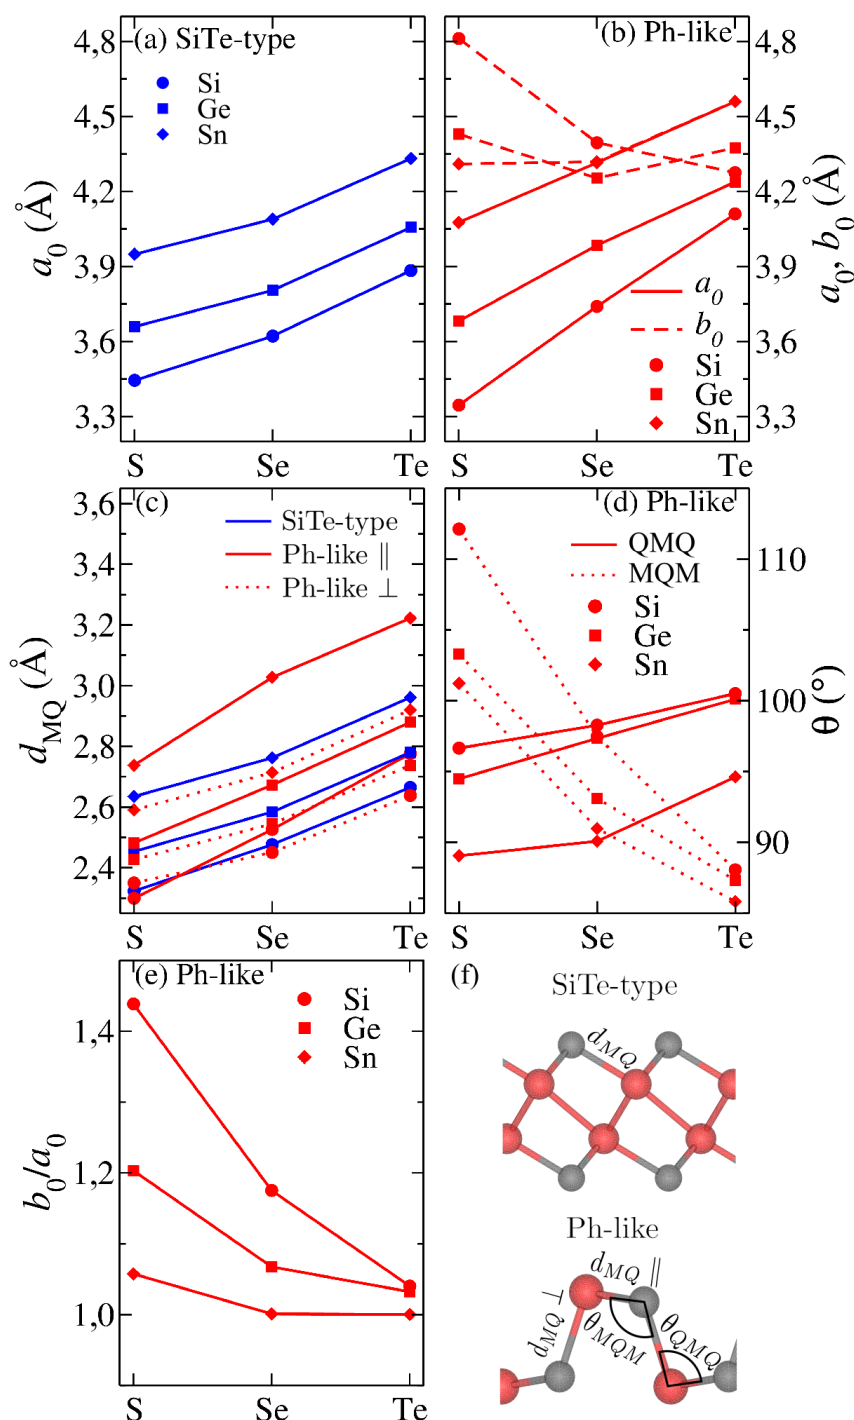 (a) SiTe-type
Si
Ge
Sn
4,8
4,5
4,2
3,9
3,6
3,3
a0 (Å)
S Se Te
(b) Ph-like
a0
b0
Si
Ge
Sn
4,8
4,5
4,2
3,9
3,6
3,3
a0, b0 (Å)
S Se Te
(c)
SiTe-type
Ph-like ∥
Ph-like ⊥
3,6
3,4
3,2
3,0
2,8
2,6
2,4
dMQ (Å)
S Se Te
(d) Ph-like
QMQ
MQM
Si
Ge
Sn
110
100
90
θ (°)
S Se Te
(e) Ph-like
Si
Ge
Sn
1,4
1,2
1,0
b0/a0
S Se Te
(f)
SiTe-type
dMQ
Ph-like
dMQ ∥
dMQ ⊥
θMQM
θQMQ